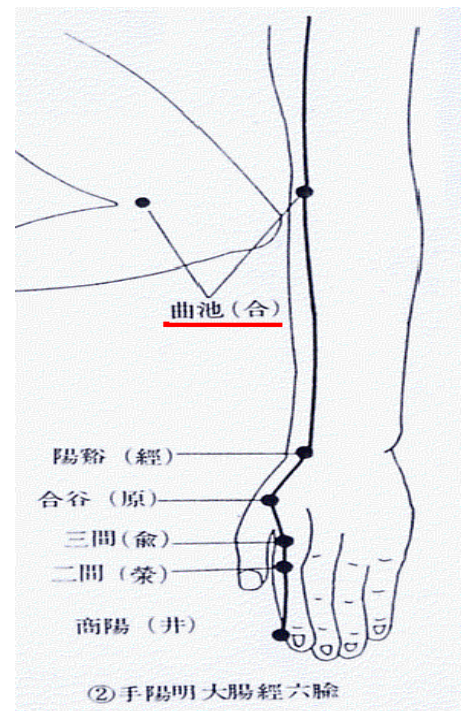 曲池(合)
陽谿 (經)
合谷 (原)
三間(兪)
二間 (滎)
商陽 (井)
②手陽明大腸經六腧